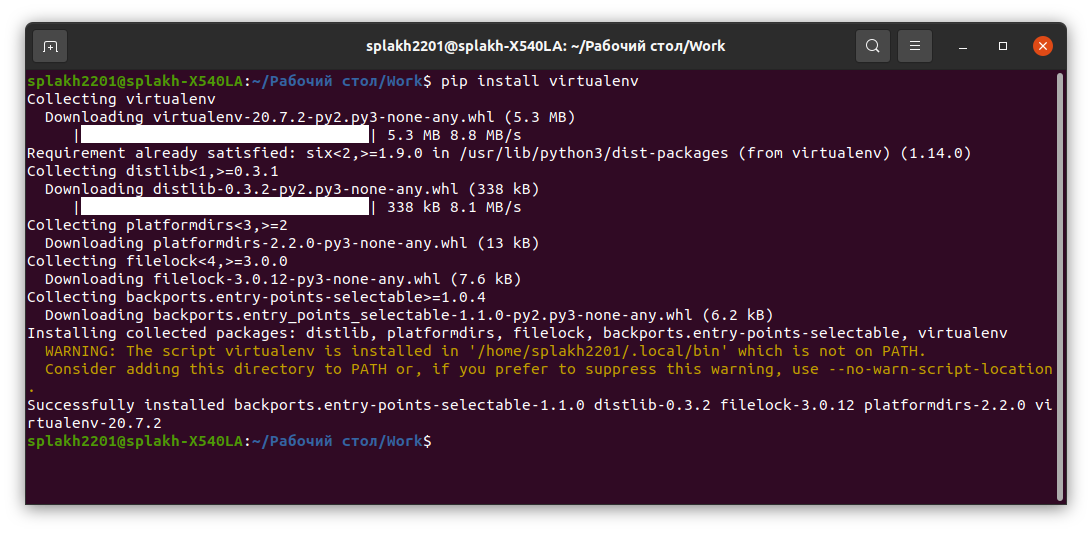 splakh2201@splakh-X540LA: ~/Рабочий стол/Work
splakh2201@splakh-X540LA:~/Рабочий стол/Work$ pip install virtualenv
Collecting virtualenv
  Downloading virtualenv-20.7.2-py2.py3-none-any.whl (5.3 MB)
     |████████████████████████████████| 5.3 MB 8.8 MB/s
Requirement already satisfied: six<2,>=1.9.0 in /usr/lib/python3/dist-packages (from virtualenv) (1.14.0)
Collecting distlib<1,>=0.3.1
  Downloading distlib-0.3.2-py2.py3-none-any.whl (338 kB)
     |████████████████████████████████| 338 kB 8.1 MB/s
Collecting platformdirs<3,>=2
  Downloading platformdirs-2.2.0-py3-none-any.whl (13 kB)
Collecting filelock<4,>=3.0.0
  Downloading filelock-3.0.12-py3-none-any.whl (7.6 kB)
Collecting backports.entry-points-selectable>=1.0.4
  Downloading backports.entry_points_selectable-1.1.0-py2.py3-none-any.whl (6.2 kB)
Installing collected packages: distlib, platformdirs, filelock, backports.entry-points-selectable, virtualenv
  WARNING: The script virtualenv is installed in '/home/splakh2201/.local/bin' which is not on PATH.
  Consider adding this directory to PATH or, if you prefer to suppress this warning, use --no-warn-script-location
.
Successfully installed backports.entry-points-selectable-1.1.0 distlib-0.3.2 filelock-3.0.12 platformdirs-2.2.0 vi
rtualenv-20.7.2
splakh2201@splakh-X540LA:~/Рабочий стол/Work$